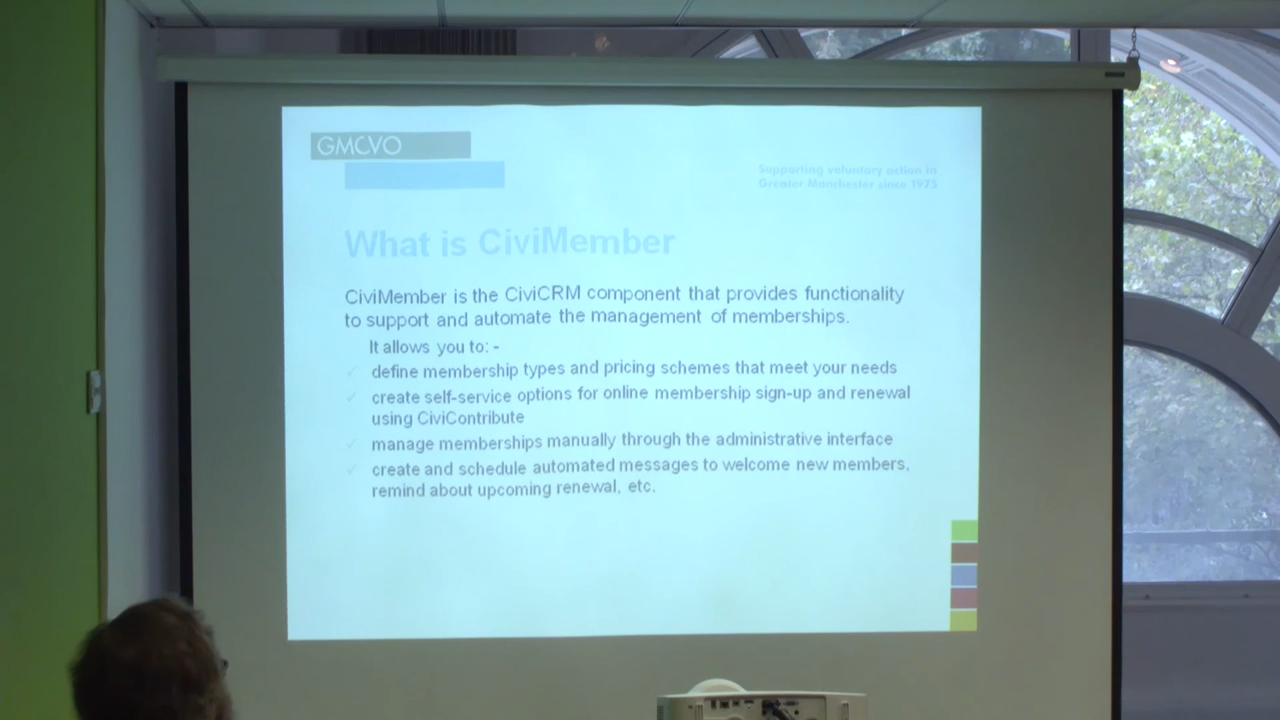 GMCVO
Supporting voluntary action in
Greater Manchester since 1975
What is CiviMember
CiviMember is the CiviCRM component that provides functionality
to support and automate the management of memberships.
It allows you to: -
define membership types and pricing schemes that meet your needs
create self-service options for online membership sign-up and renewal
using CiviContribute
manage memberships manually through the administrative interface
create and schedule automated messages to welcome new members,
remind about upcoming renewal, etc.